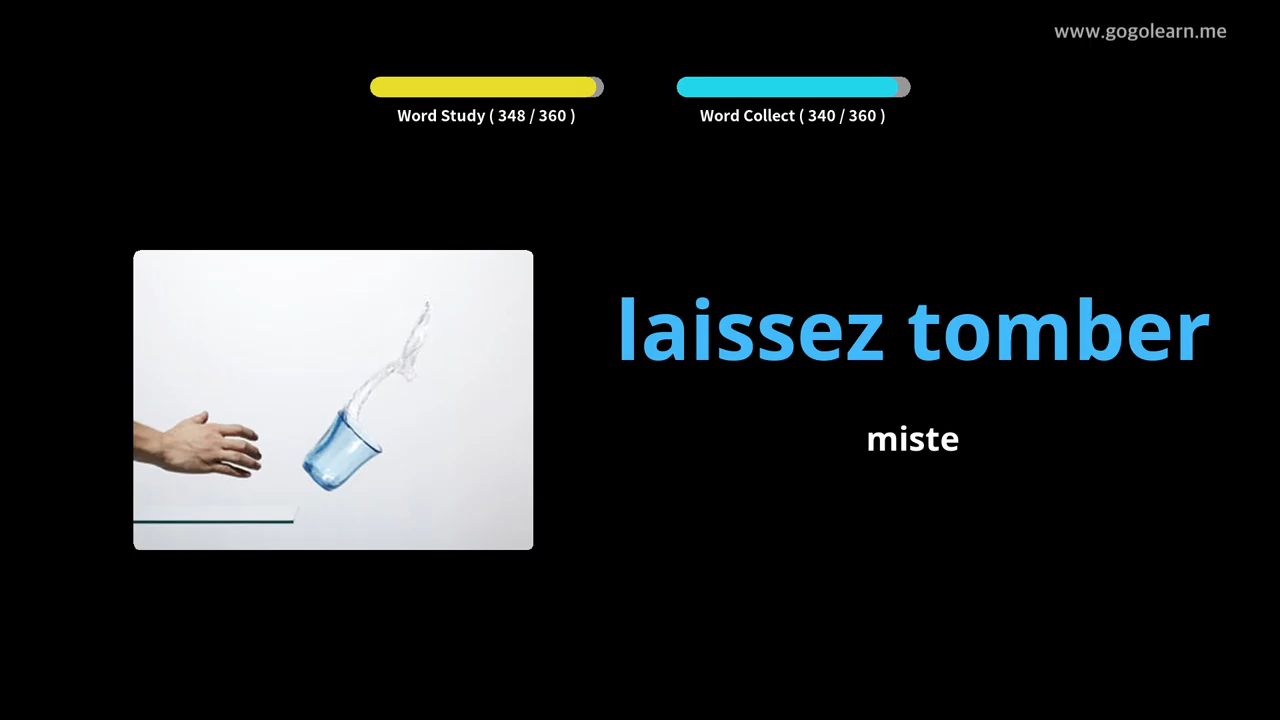 www.gogolearn.me
Word Study ( 348 / 360 )
Word Collect ( 340 / 360 )
laissez tomber
miste